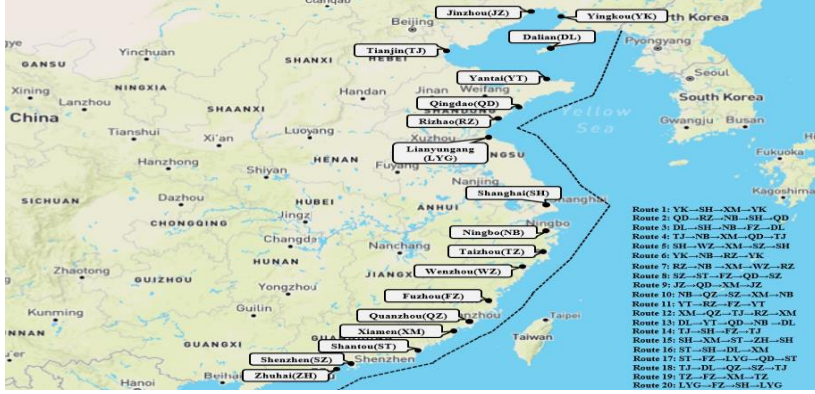 Jinzhou(JZ)
Yingkou(YK)
North Korea
Beijing
Dalian(DL)
Pyongyang
Tianjin(TJ)
Yinchuan
GANSU
SHANXI
HEBEI
Seoul
NINGXIA
Yantai(YT)
Xining
Lanzhou
Handan
Jinan
Weifang
South Korea
SHANDONG
Qingdao(QD)
China
SHAANXI
Rizhao(RZ)
Yellow
Sea
Gwangju
Busan
Tianshui
Xi'an
Luoyang
Xuzhou
Lianyungang
(LYG)
Fukuoka
Hanzhong
HENAN
Fuyang
Shiyan
Nanjing
Kagoshima
SICHUAN
Dazhou
HUBEI
ANHUI
Shanghai(SH)
Shanghai
CHONGQING
Ningbo
Ningbo(NB)
HUNAN
Nanchang
Taizhou(TZ)
Zhaotong
GUIZHOU
JIANGX
Wenzhou(WZ)
Yongzhou
Fuzhou(FZ)
Kunming
Guilin
Quanzhou(QZ)
Taipei
Xiamen(XM)
GUANGXI
Taiwan
Shantou(ST)
Shenzhen(SZ)
Shenzhen
Zhuhai(ZH)
Hanoi
Route 1: YK→SH→XM→YK
Route 2: QD→RZ→NB→SH→QD
Route 3: DL→SH→NB→FZ→DL
Route 4: TJ→NB→XM→QD→TJ
Route 5: SH→WZ→XM→SZ→SH
Route 6: YK→NB→RZ→YK
Route 7: RZ→NB→XM→WZ→RZ
Route 8: SZ→ST→FZ→QD→SZ
Route 9: JZ→QD→XM→JZ
Route 10: NB→QZ→SZ→XM→NB
Route 11: YT→RZ→FZ→YT
Route 12: XM→QZ→TJ→RZ→XM
Route 13: DL→YT→QD→NB→DL
Route 14: TJ→SH→FZ→TJ
Route 15: SH→XM→ST→ZH→SH
Route 16: ST→SH→DL→XM
Route 17: ST→FZ→LYG→QD→ST
Route 18: TJ→DL→QZ→SZ→TJ
Route 19: TZ→FZ→XM→TZ
Route 20: LYG→FZ→SH→LYG